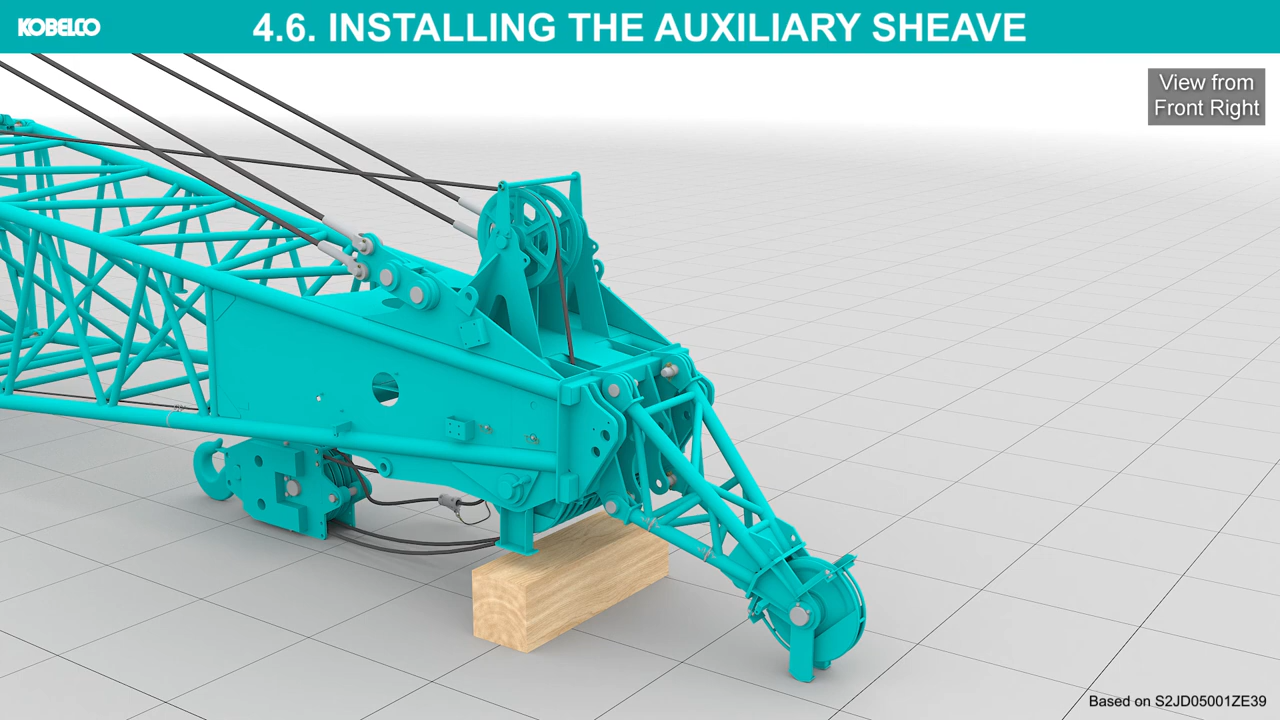 KOBELCO
4.6. INSTALLING THE AUXILIARY SHEAVE
View from
Front Right
Based on S2JD05001ZE39